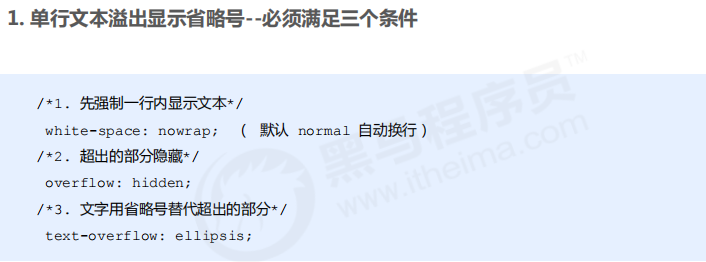 1. 单行文本溢出显示省略号--必须满足三个条件
/*1. 先强制一行内显示文本*/
white-space: nowrap; （ 默认 normal 自动换行）
/*2. 超出的部分隐藏*/
overflow: hidden;
/*3. 文字用省略号替代超出的部分*/
text-overflow: ellipsis;
黑马程序员™
www.itheima.com